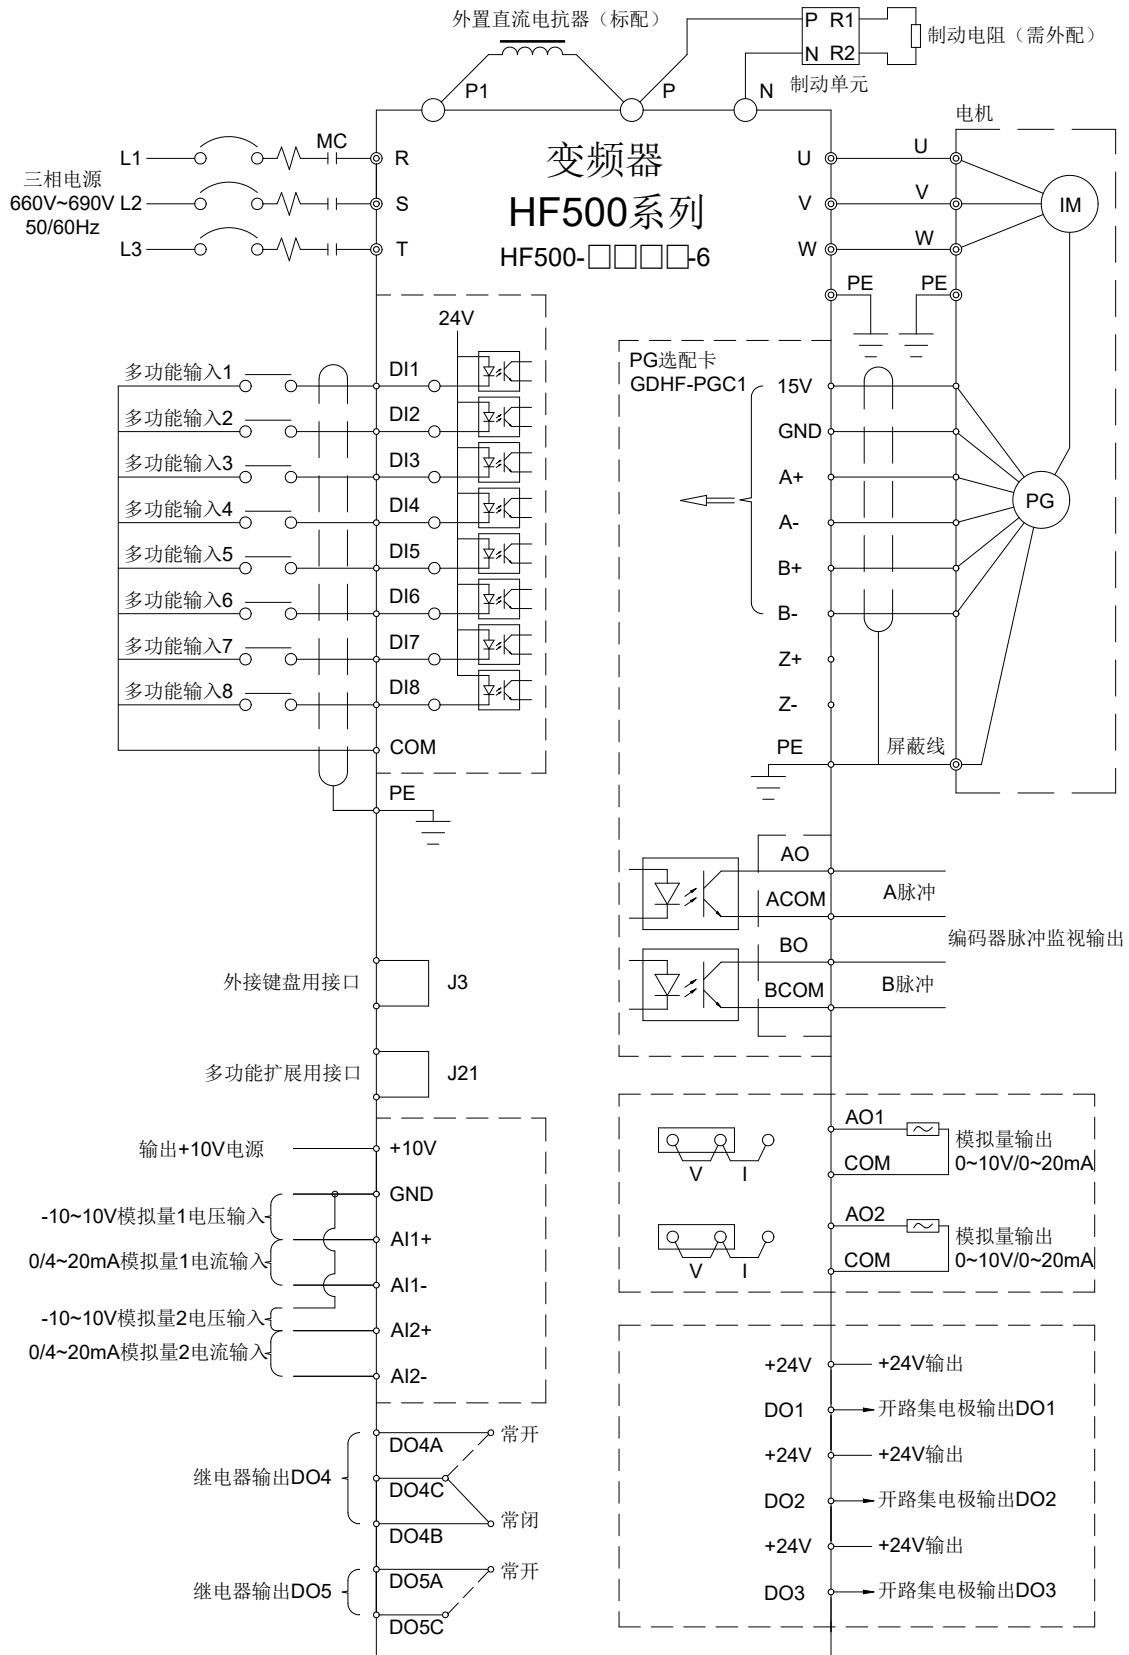 外置直流电抗器（标配）
P R1
N R2
制动电阻（需外配）
制动单元
P1
P
N
电机
MC
L1
R
三相电源
660V~690V
50/60Hz
L2
S
L3
T
变频器
HF500系列
HF500-□□□□-6
U
U
V
V
W
W
IM
PE
PE
24V
多功能输入1
DI1
多功能输入2
DI2
多功能输入3
DI3
多功能输入4
DI4
多功能输入5
DI5
多功能输入6
DI6
多功能输入7
DI7
多功能输入8
DI8
COM
PE
PG选配卡
GDHF-PGC1
15V
GND
A+
A-
B+
B-
Z+
Z-
PE
屏蔽线
PG
AO
ACOM
A脉冲
BO
BCOM
B脉冲
编码器脉冲监视输出
外接键盘用接口
J3
多功能扩展用接口
J21
输出+10V电源
+10V
GND
-10~10V模拟量1电压输入
AI1+
0/4~20mA模拟量1电流输入
AI1-
-10~10V模拟量2电压输入
AI2+
0/4~20mA模拟量2电流输入
AI2-
V
I
AO1
COM
模拟量输出
0~10V/0~20mA
V
I
AO2
COM
模拟量输出
0~10V/0~20mA
继电器输出DO4
DO4A
常开
DO4C
DO4B
常闭
继电器输出DO5
DO5A
常开
DO5C
+24V
+24V输出
DO1
开路集电极输出DO1
+24V
+24V输出
DO2
开路集电极输出DO2
+24V
+24V输出
DO3
开路集电极输出DO3